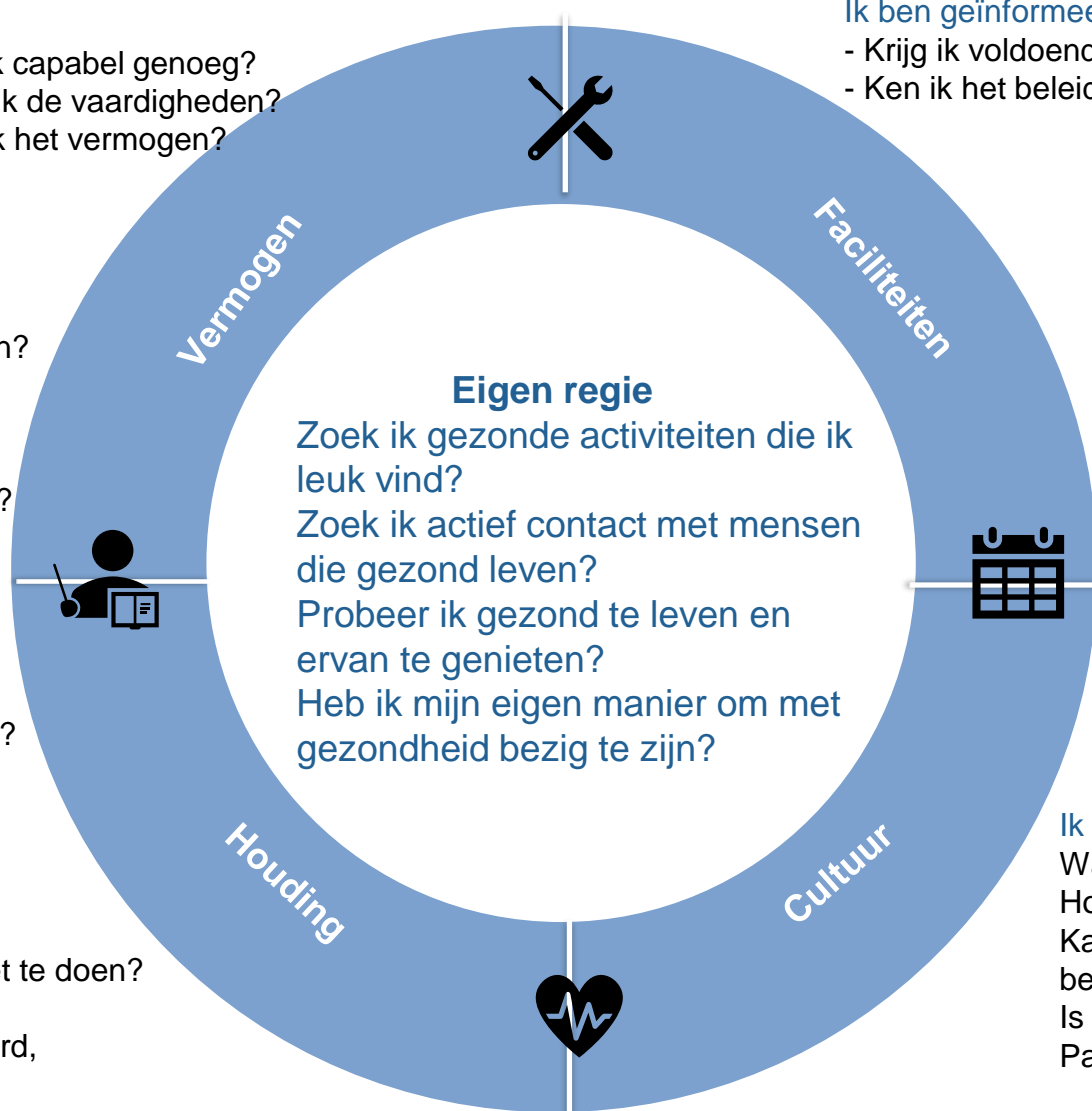 k capabel genoeg?
k de vaardigheden?
k het vermogen?
Ik ben geïnformee
- Krijg ik voldoend
- Ken ik het beleid
Vermogen
Faciliteiten
n?
?
Eigen regie
Zoek ik gezonde activiteiten die ik
leuk vind?
Zoek ik actief contact met mensen
die gezond leven?
Probeer ik gezond te leven en
ervan te genieten?
Heb ik mijn eigen manier om met
gezondheid bezig te zijn?
?
Houding
Cultuur
t te doen?
rd,
Ik
Wa
Ho
Ka
be
Is
Pa